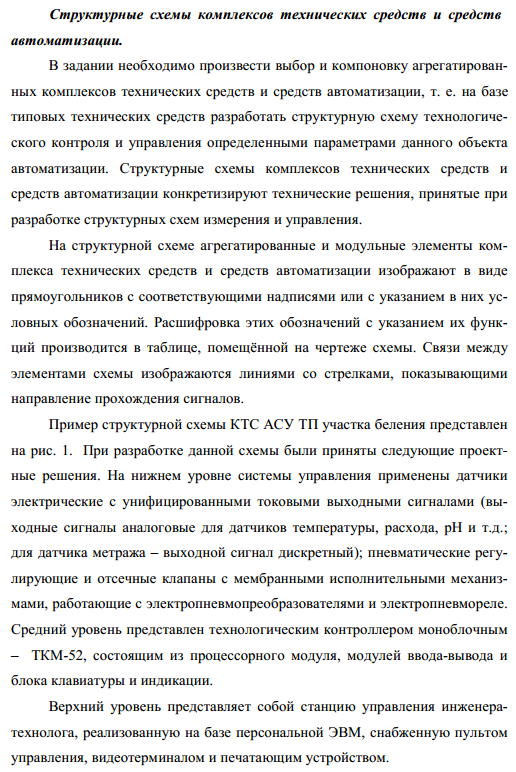 Структурные схемы комплексов технических средств и средств
автоматизации.
В задании необходимо произвести выбор и компоновку агрегатирован-
ных комплексов технических средств и средств автоматизации, т. е. на базе
типовых технических средств разработать структурную схему технологиче-
ского контроля и управления определенными параметрами данного объекта
автоматизации. Структурные схемы комплексов технических средств и
средств автоматизации конкретизируют технические решения, принятые при
разработке структурных схем измерения и управления.
На структурной схеме агрегатированные и модульные элементы ком-
плекса технических средств и средств автоматизации изображают в виде
прямоугольников с соответствующими надписями или с указанием в них ус-
ловных обозначений. Расшифровка этих обозначений с указанием их функ-
ций производится в таблице, помещённой на чертеже схемы. Связи между
элементами схемы изображаются линиями со стрелками, показывающими
направление прохождения сигналов.
Пример структурной схемы КТС АСУ ТП участка беления представлен
на рис. 1. При разработке данной схемы были приняты следующие проект-
ные решения. На нижнем уровне системы управления применены датчики
электрические с унифицированными токовыми выходными сигналами (вы-
ходные сигналы аналоговые для датчиков температуры, расхода, рН и т.д.;
для датчика метража – выходной сигнал дискретный); пневматические регу-
лирующие и отсечные клапаны с мембранными исполнительными механиз-
мами, работающие с электропневмопреобразователями и электропневмореле.
Средний уровень представлен технологическим контроллером моноблочным
– ТКМ-52, состоящим из процессорного модуля, модулей ввода-вывода и
блока клавиатуры и индикации.
Верхний уровень представляет собой станцию управления инженера-
технолога, реализованную на базе персональной ЭВМ, снабженную пультом
управления, видеотерминалом и печатающим устройством.